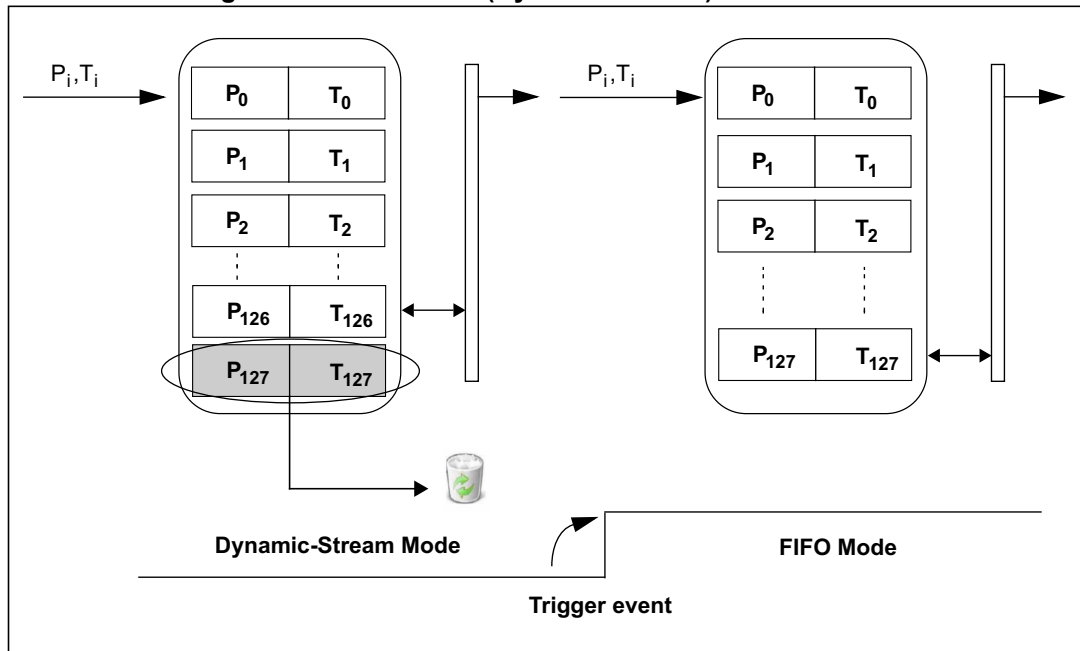 Pi,Ti
P0 T0
P1 T1
P2 T2
P126 T126
P127 T127
Dynamic-Stream Mode
Pi,Ti
P0 T0
P1 T1
P2 T2
P127 T127
FIFO Mode
Trigger event